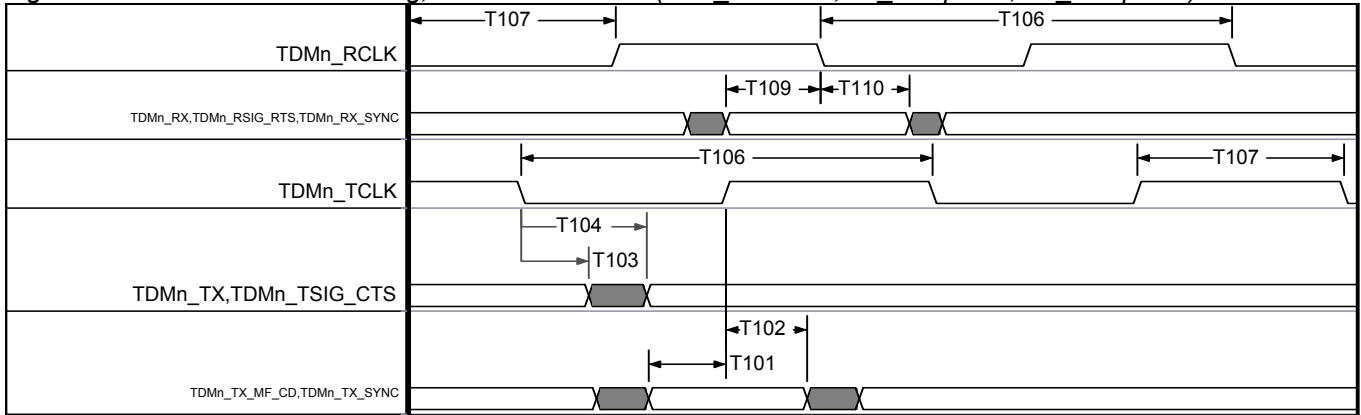 T107
T106
TDMn_RCLK
T109
T110
TDMn_RX,TDMn_RSIG_RTS,TDMn_RX_SYNC
T106
T107
TDMn_TCLK
T104
T103
TDMn_TX,TDMn_TSIG_CTS
T102
T101
TDMn_TX_MF_CD,TDMn_TX_SYNC